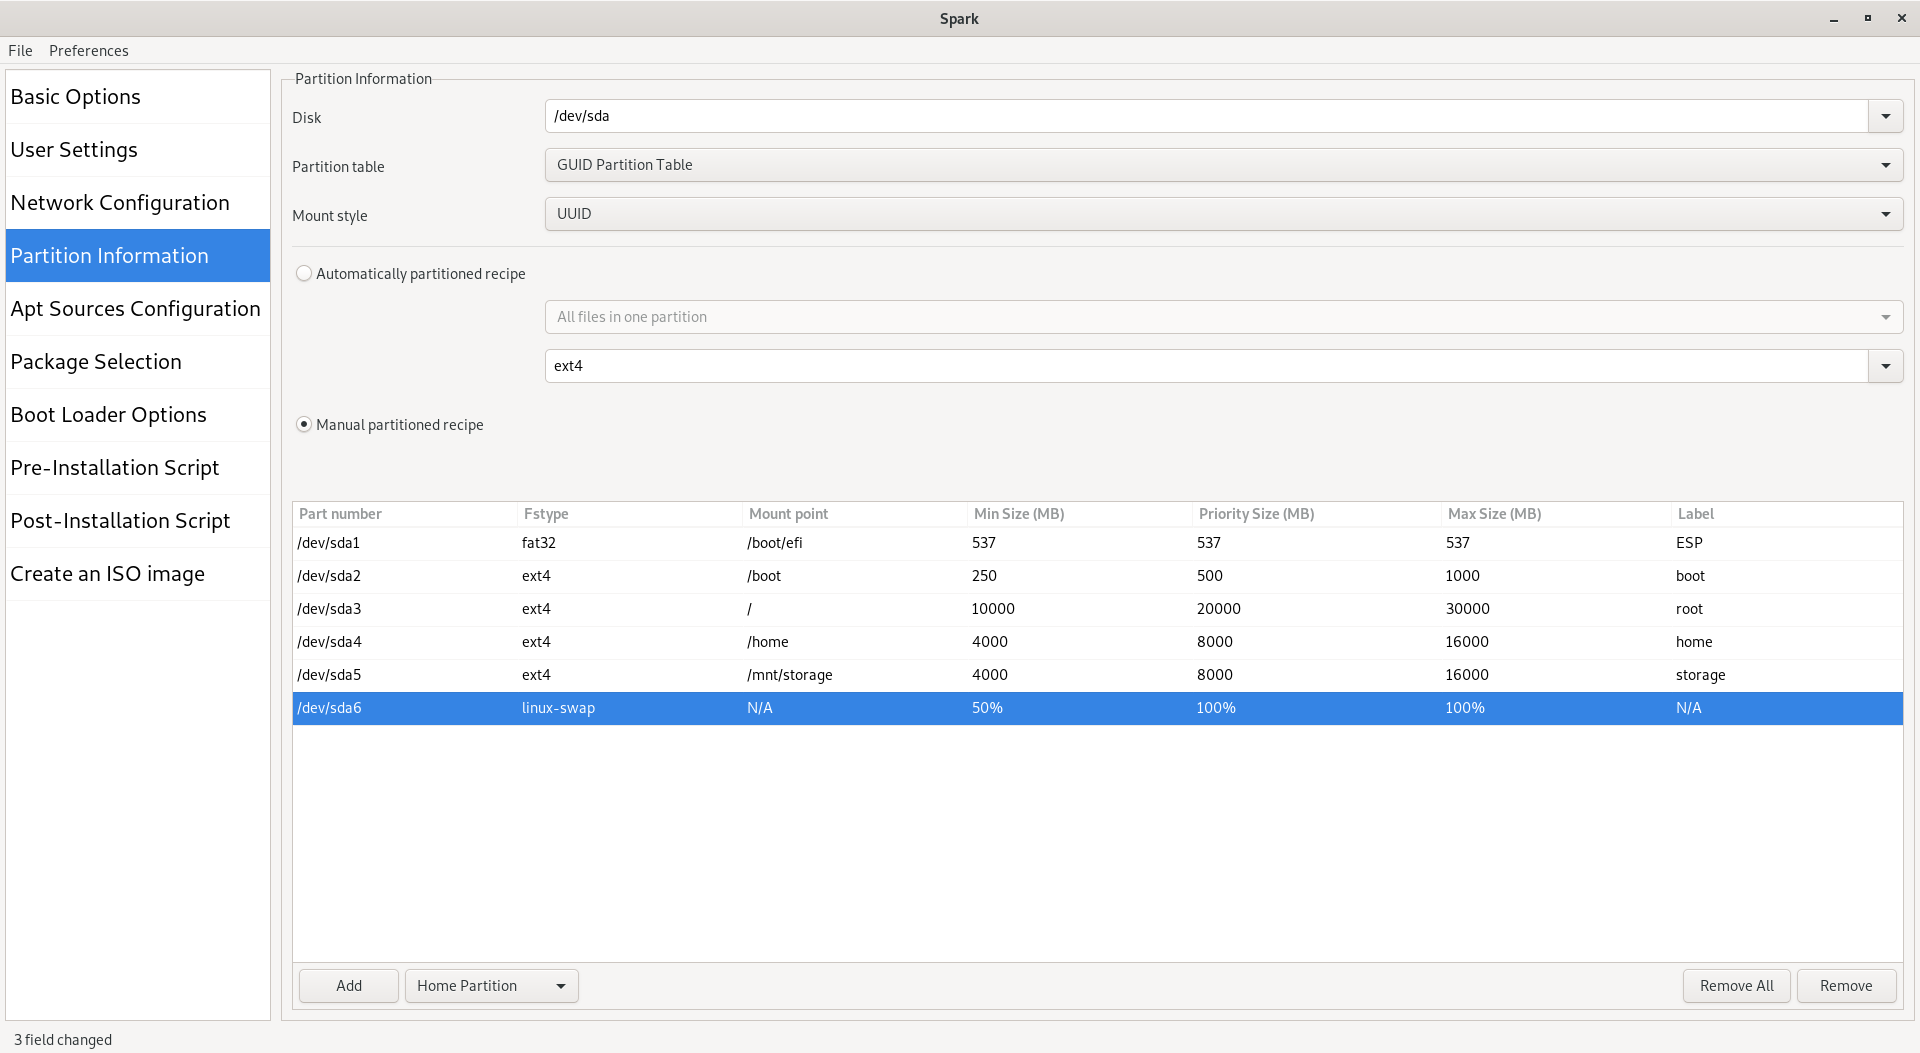 Spark
File Preferences
Basic Options
User Settings
Network Configuration
Partition Information
Apt Sources Configuration
Package Selection
Boot Loader Options
Pre-Installation Script
Post-Installation Script
Create an ISO image
Partition Information
Disk /dev/sda
Partition table GUID Partition Table
Mount style UUID
Automatically partitioned recipe
All files in one partition
ext4
Manual partitioned recipe
Part number Fstype Mount point Min Size (MB) Priority Size (MB) Max Size (MB) Label
/dev/sda1 fat32 /boot/efi 537 537 537 ESP
/dev/sda2 ext4 /boot 250 500 1000 boot
/dev/sda3 ext4 / 10000 20000 30000 root
/dev/sda4 ext4 /home 4000 8000 16000 home
/dev/sda5 ext4 /mnt/storage 4000 8000 16000 storage
/dev/sda6 linux-swap N/A 50% 100% 100% N/A
Add Home Partition Remove All Remove
3 field changed